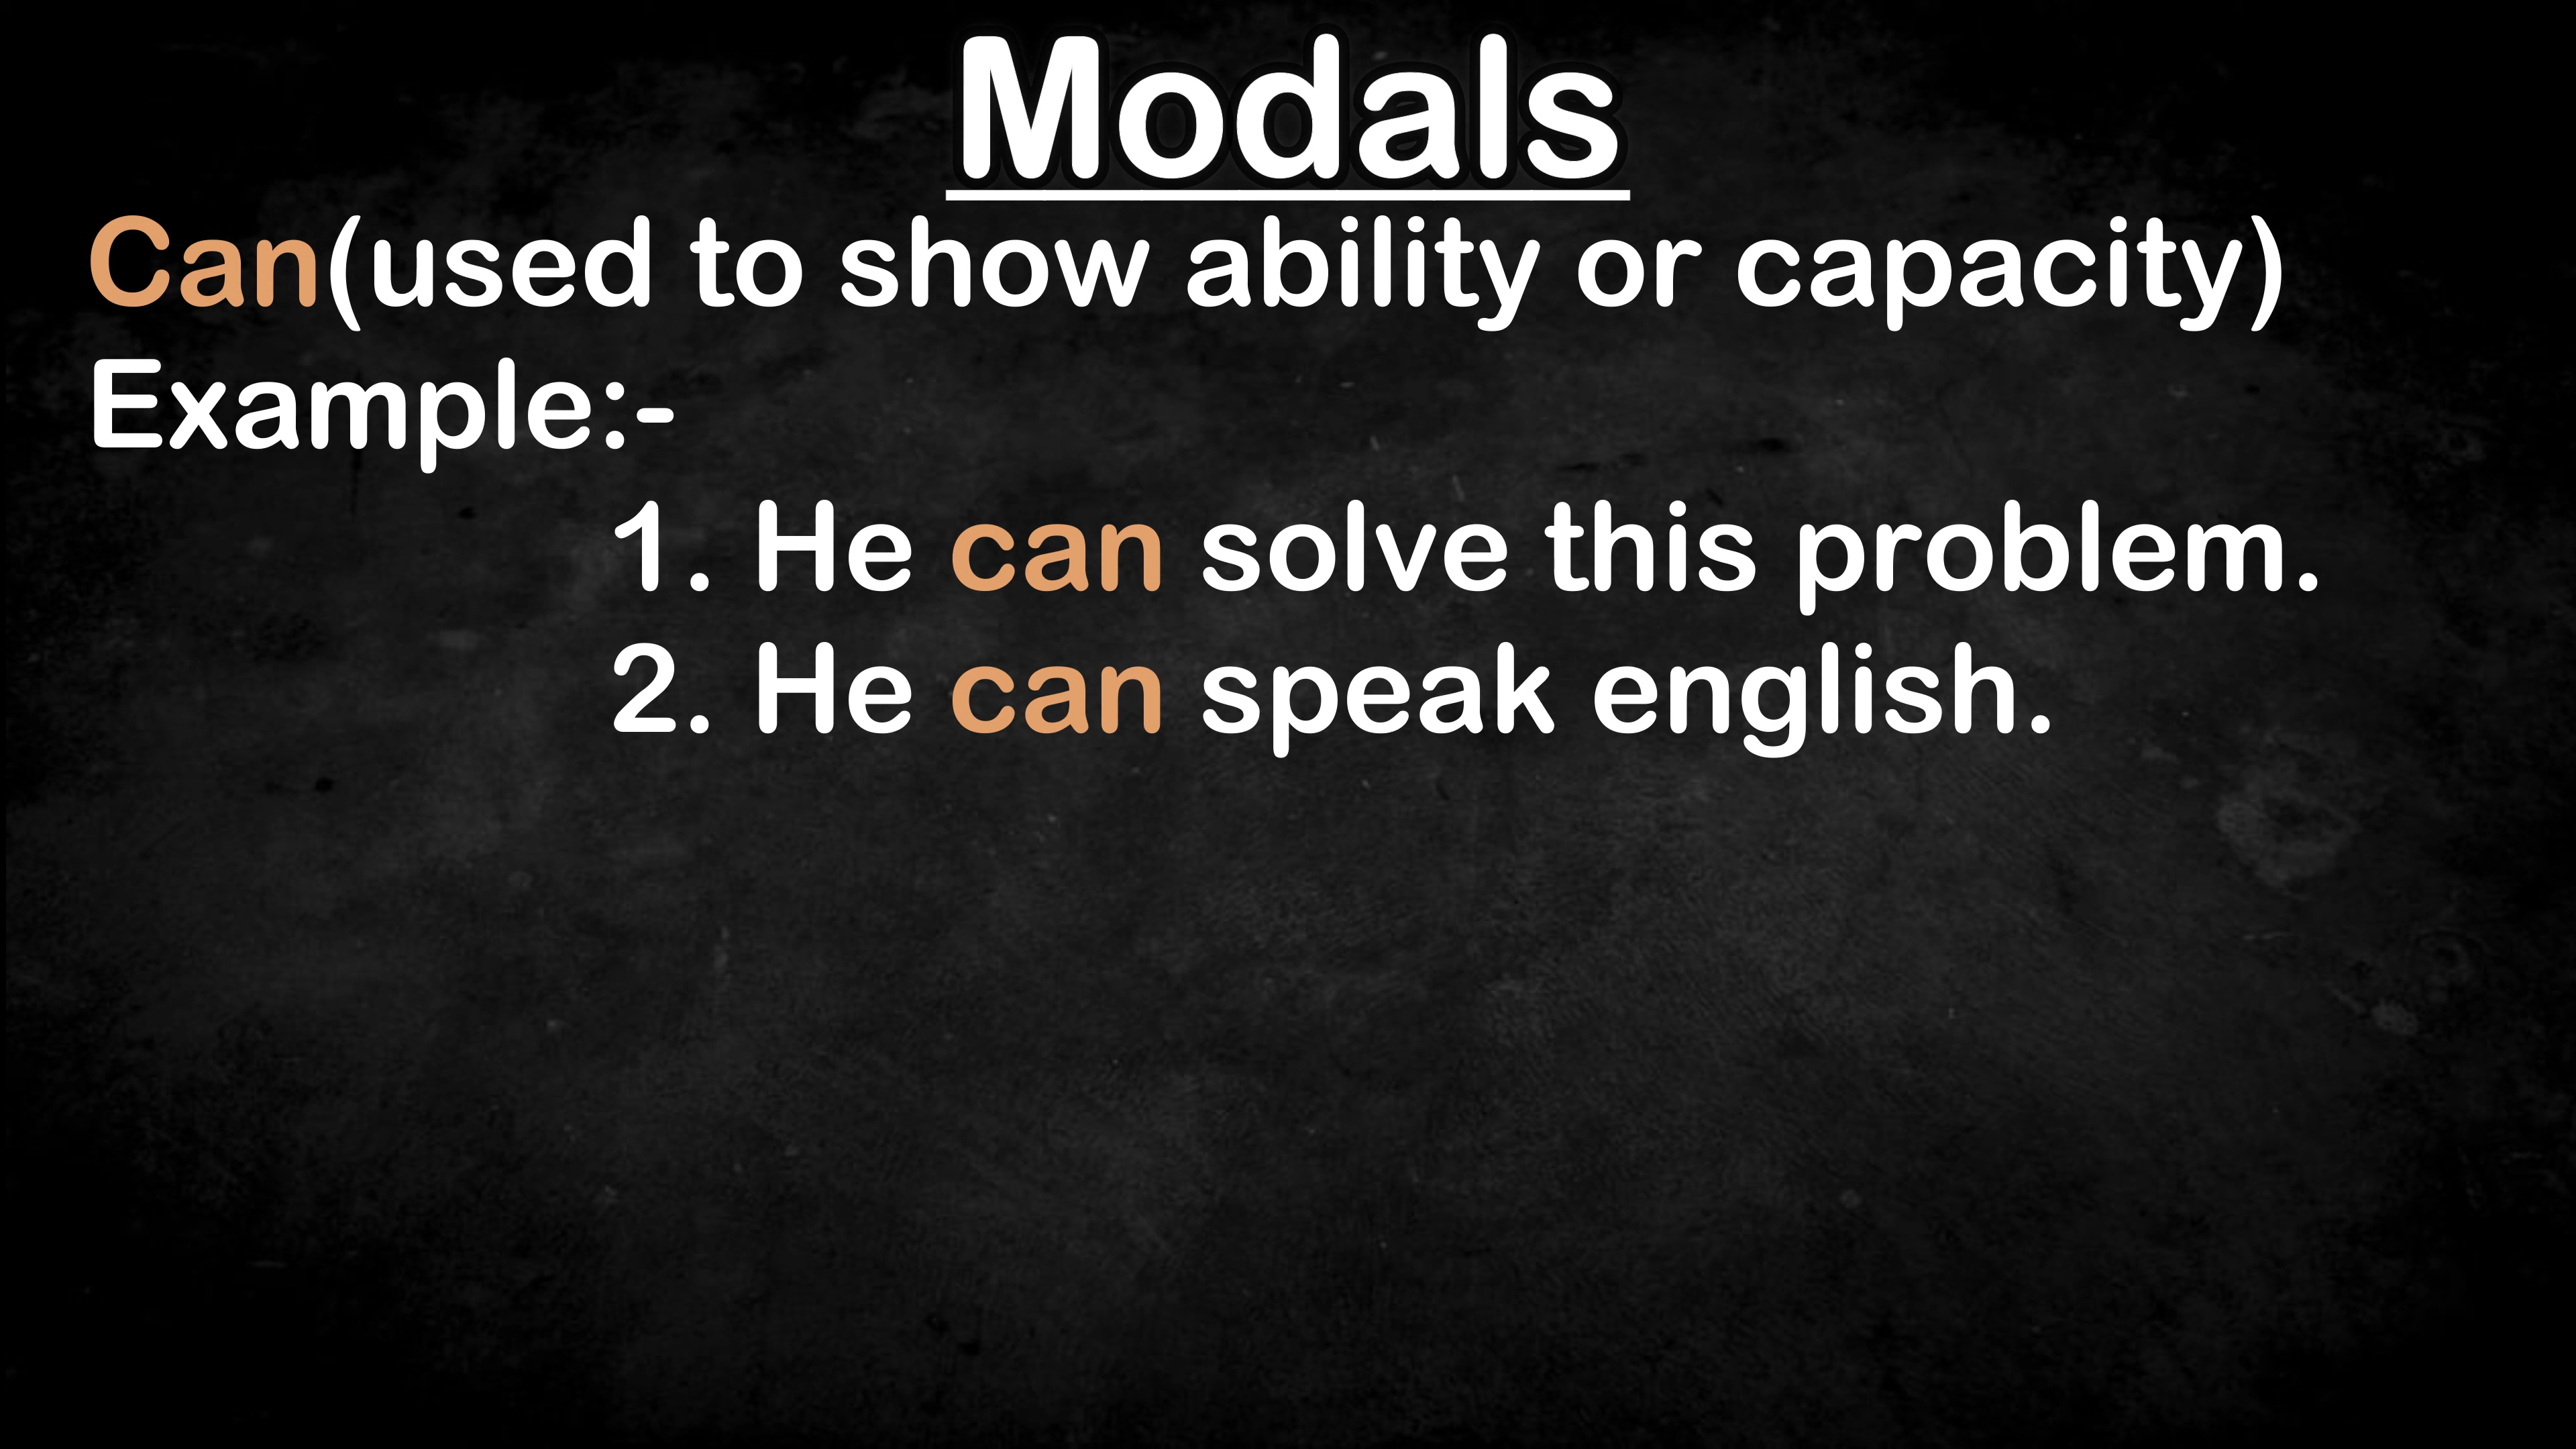 Modals
Can(used to show ability or capacity)
Example:-
1. He can solve this problem.
2. He can speak english.